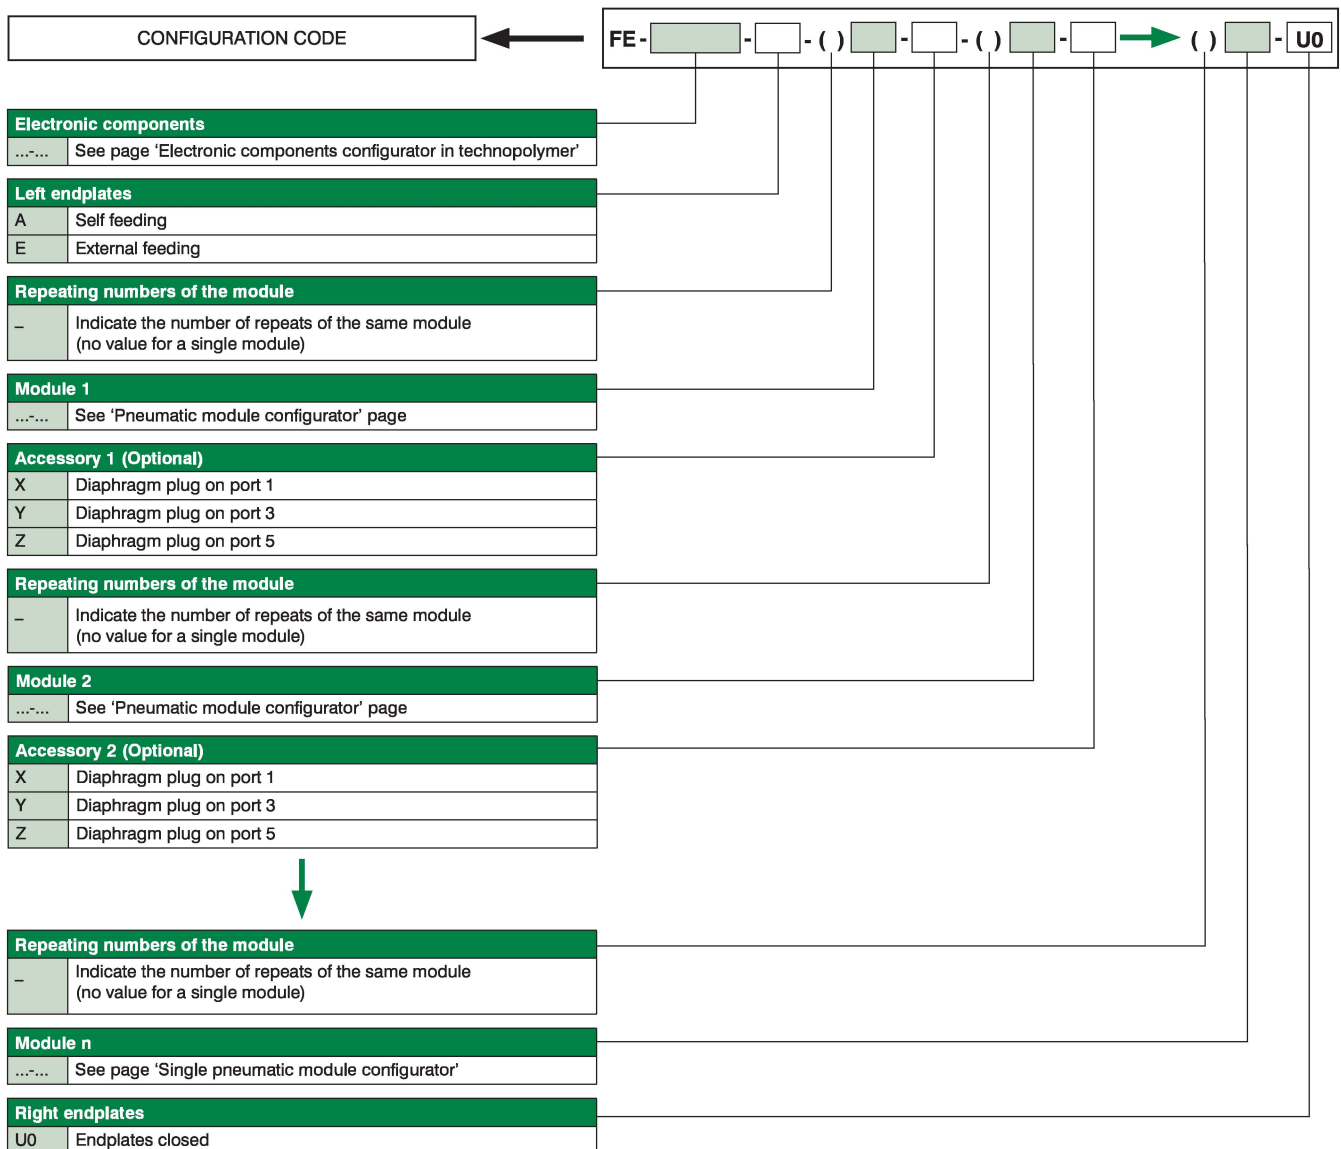 CONFIGURATION CODE
FE - - - ( ) - - ( ) - ( ) - U0
Electronic components
...-... See page ‘Electronic components configurator in technopolymer’
Left endplates
A Self feeding
E External feeding
Repeating numbers of the module
– Indicate the number of repeats of the same module
(no value for a single module)
Module 1
...-... See ‘Pneumatic module configurator’ page
Accessory 1 (Optional)
X Diaphragm plug on port 1
Y Diaphragm plug on port 3
Z Diaphragm plug on port 5
Repeating numbers of the module
– Indicate the number of repeats of the same module
(no value for a single module)
Module 2
...-... See ‘Pneumatic module configurator’ page
Accessory 2 (Optional)
X Diaphragm plug on port 1
Y Diaphragm plug on port 3
Z Diaphragm plug on port 5
Repeating numbers of the module
– Indicate the number of repeats of the same module
(no value for a single module)
Module n
...-... See page ‘Single pneumatic module configurator’
Right endplates
U0 Endplates closed